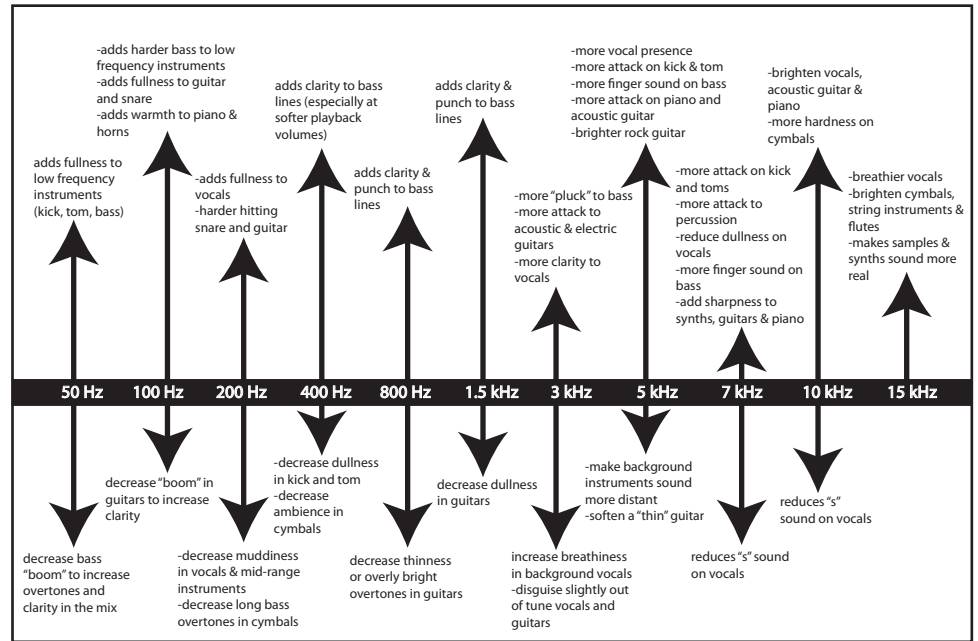 -adds harder bass to low
frequency instruments
-adds fullness to guitar
and snare
-adds warmth to piano &
horns
adds fullness to
low frequency
instruments
(kick, tom, bass)
-adds fullness to
vocals
-harder hitting
snare and guitar
adds clarity to bass
lines (especially at
softer playback
volumes)
adds clarity &
punch to bass
lines
adds clarity &
punch to bass
lines
-more "pluck" to bass
-more attack to
acoustic & electric
guitars
-more clarity to
vocals
-more vocal presence
-more attack on kick & tom
-more finger sound on bass
-more attack on piano and
acoustic guitar
-brighter rock guitar
-more attack on kick
and toms
-more attack to
percussion
-reduce dullness on
vocals
-more finger sound on
bass
-add sharpness to
synths, guitars & piano
-brighten vocals,
acoustic guitar &
piano
-more hardness on
cymbals
-breathier vocals
-brighten cymbals,
string instruments &
flutes
-makes samples &
synths sound more
real
50 Hz 100 Hz 200 Hz 400 Hz 800 Hz 1.5 kHz 3 kHz 5 kHz 7 kHz 10 kHz 15 kHz
decrease bass
"boom" to increase
overtones and
clarity in the mix
decrease "boom" in
guitars to increase
clarity
-decrease muddiness
in vocals & mid-range
instruments
-decrease long bass
overtones in cymbals
-decrease dullness
in kick and tom
-decrease
ambience in
cymbals
decrease thinness
or overly bright
overtones in guitars
decrease dullness
in guitars
increase breathiness
in background vocals
-disguise slightly out
of tune vocals and
guitars
-make background
instruments sound
more distant
-soften a "thin" guitar
reduces "s" sound
on vocals
reduces "s"
sound on vocals